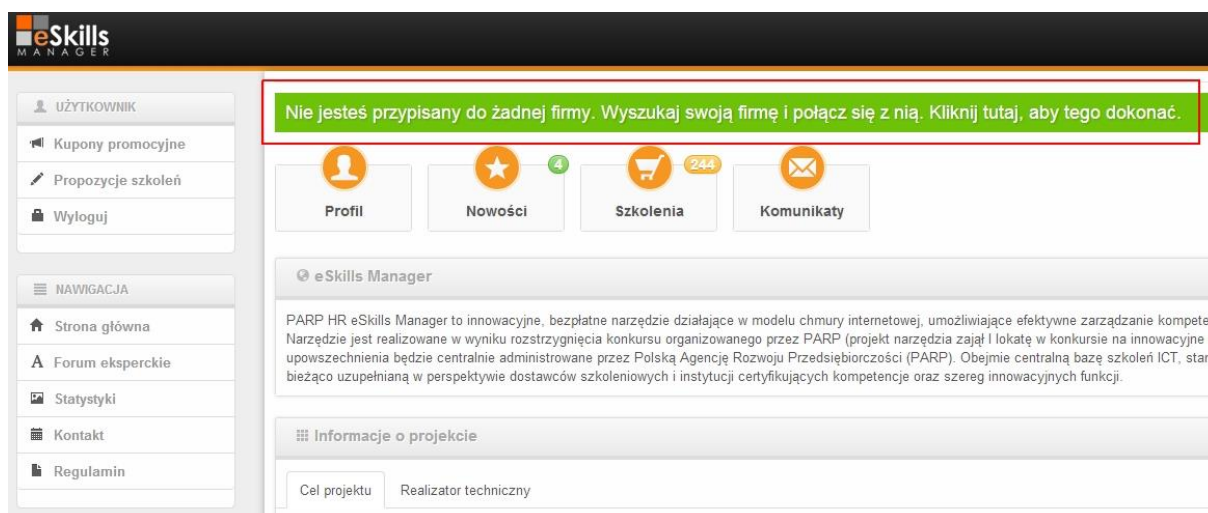 eSkills
MANAGER
UŻYTKOWNIK
Kupony promocyjne
Propozycje szkoleń
Wyloguj
NAWIGACJA
Strona główna
Forum eksperckie
Statystyki
Kontakt
Regulamin
Nie jesteś przypisany do żadnej firmy. Wyszukaj swoją firmę i połącz się z nią. Kliknij tutaj, aby tego dokonać.
Profil
4
Nowości
244
Szkolenia
Komunikaty
eSkills Manager
PARP HR eSkills Manager to innowacyjne, bezpłatne narzędzie działające w modelu chmury internetowej, umożliwiające efektywne zarządzanie kompete
Narzędzie jest realizowane w wyniku rozstrzygnięcia konkursu organizowanego przez PARP (projekt narzędzia zajął I lokatę w konkursie na innowacyjne
upowszechnienia będzie centralnie administrowane przez Polską Agencję Rozwoju Przedsiębiorczości (PARP). Obejmie centralną bazę szkoleń ICT, star
bieżąco uzupełnianą w perspektywie dostawców szkoleniowych i instytucji certyfikujących kompetencje oraz szereg innowacyjnych funkcji.
Informacje o projekcie
Cel projektu Realizator techniczny